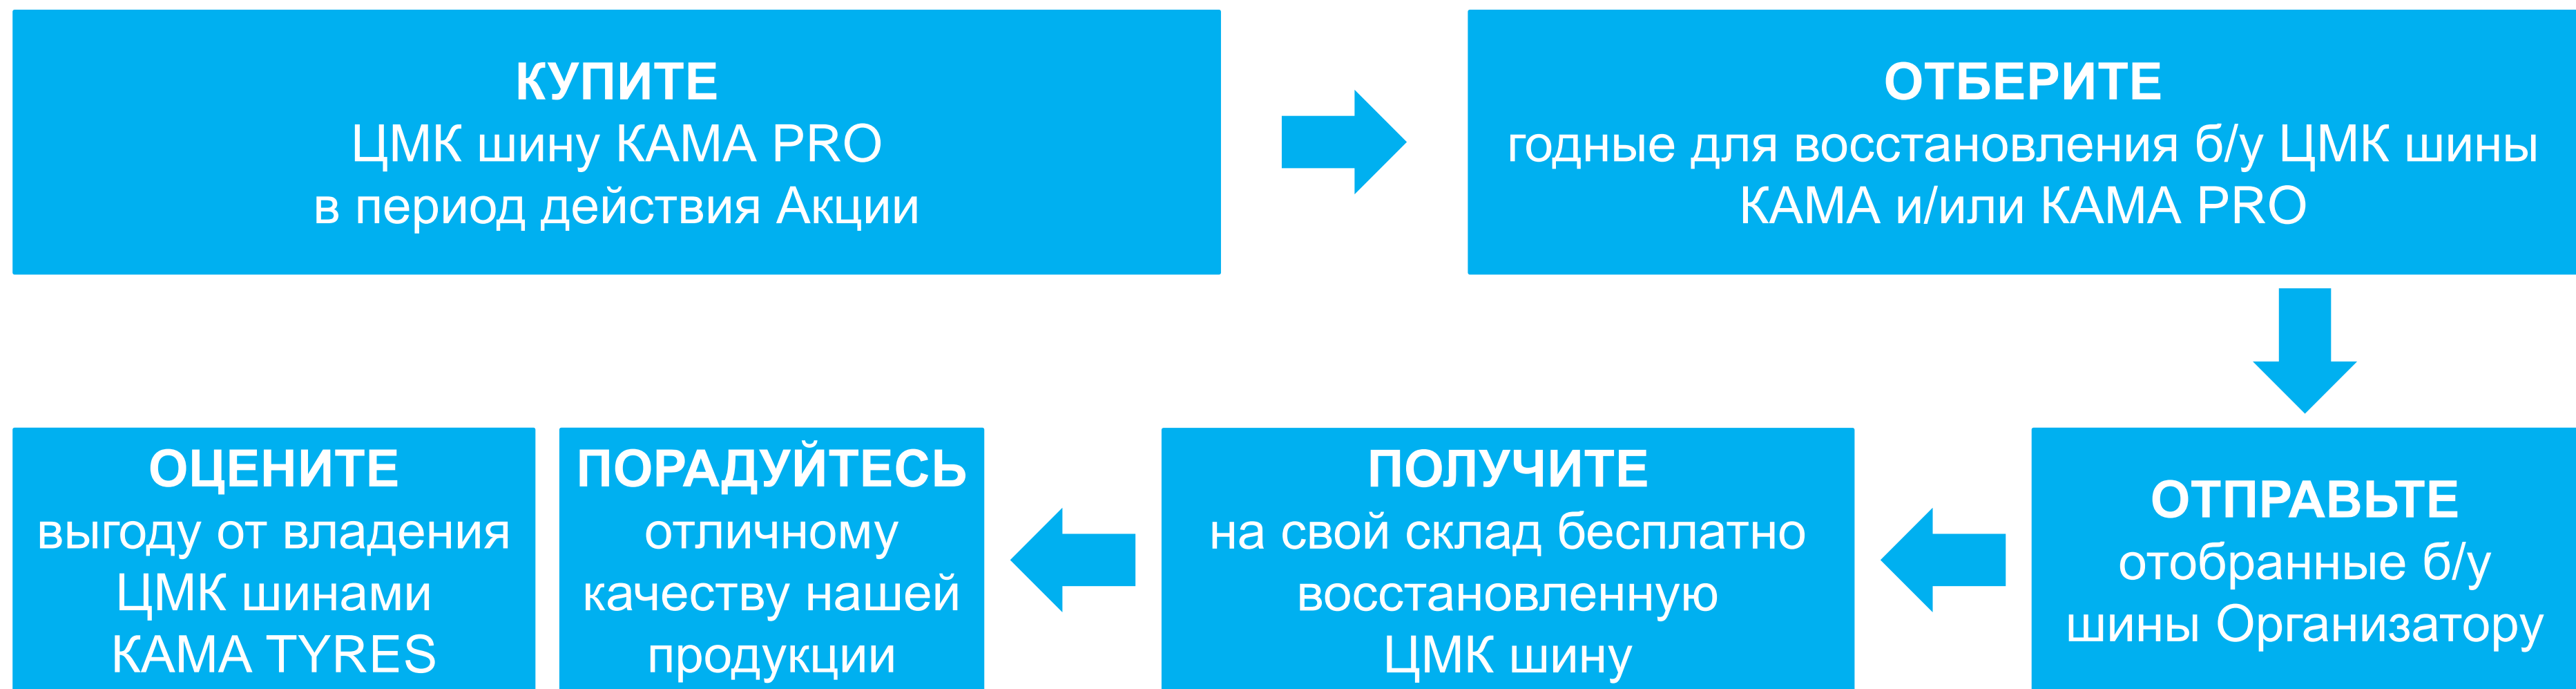 КУПИТЕ
ЦМК шину КАМА PRO
в период действия Акции
ОТБЕРИТЕ
годные для восстановления б/у ЦМК шины
КАМА и/или КАМА PRO
ОТПРАВЬТЕ
отобранные б/у
шины Организатору
ПОЛУЧИТЕ
на свой склад бесплатно
восстановленную
ЦМК шину
ПОРАДУЙТЕСЬ
отличному
качеству нашей
продукции
ОЦЕНИТЕ
выгоду от владения
ЦМК шинами
КАМА TYRES